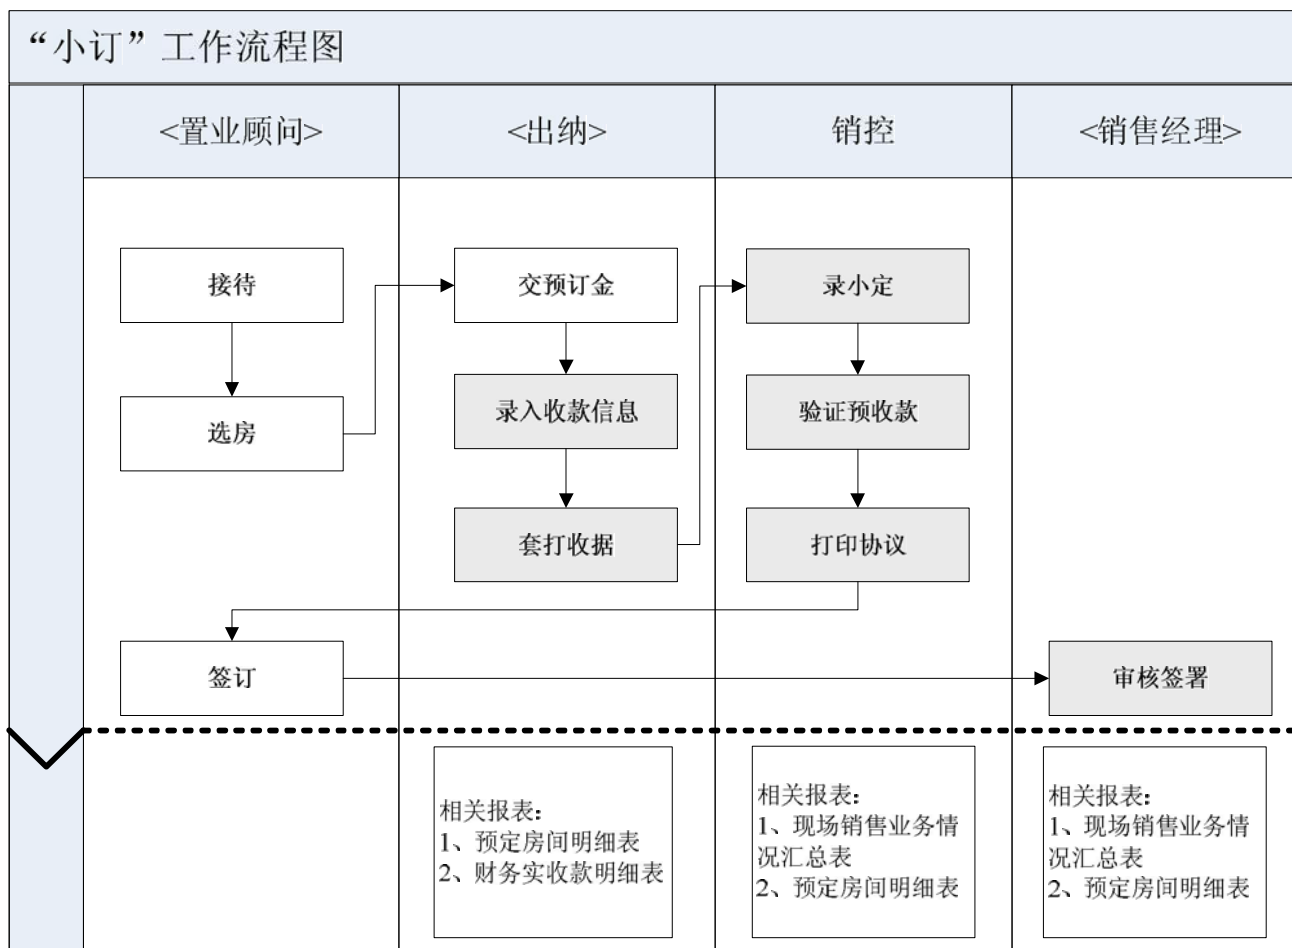 “小订”工作流程图
<置业顾问>
<出纳>
销控
<销售经理>
接待
交预订金
录小定
选房
录入收款信息
验证预收款
套打收据
打印协议
签订
审核签署
相关报表：
1、预定房间明细表
2、财务实收款明细表
相关报表：
1、现场销售业务情
况汇总表
2、预定房间明细表
相关报表：
1、现场销售业务情
况汇总表
2、预定房间明细表